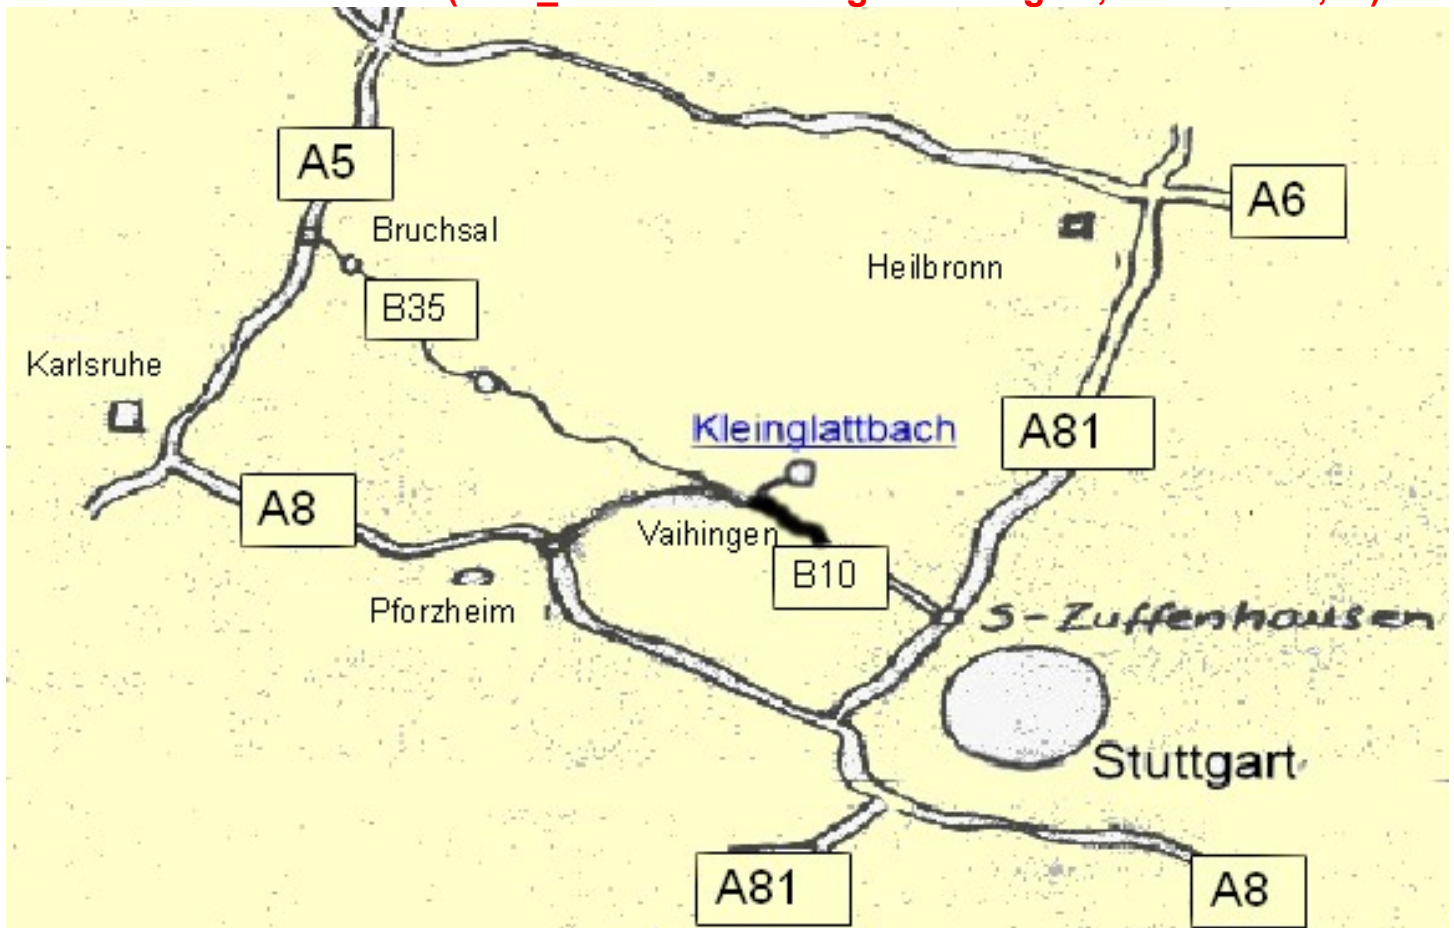 A5
A6
Bruchsal
Heilbronn
B35
Karlsruhe
Kleinglattbach
A81
A8
Vaihingen
B10
Pforzheim
S-Zuffenhausen
Stuttgart
A81
A8